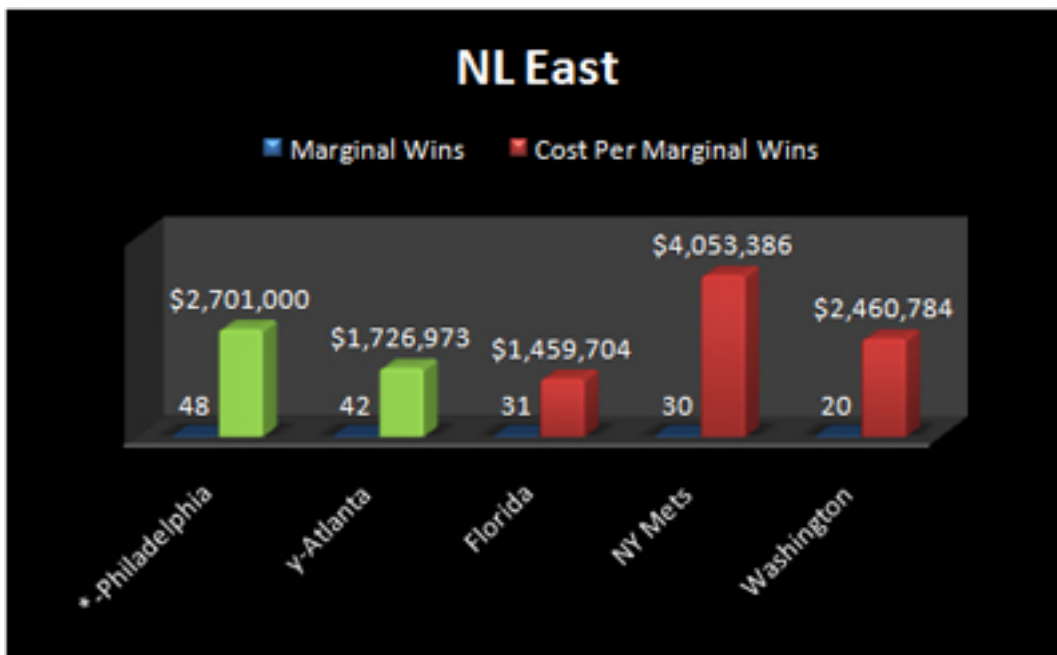 NL East
Marginal Wins Cost Per Marginal Wins
$4,053,386
$2,701,000
$2,460,784
$1,726,973
$1,459,704
48 42 31 30 20
*-Philadelphia y-Atlanta Florida NY Mets Washington